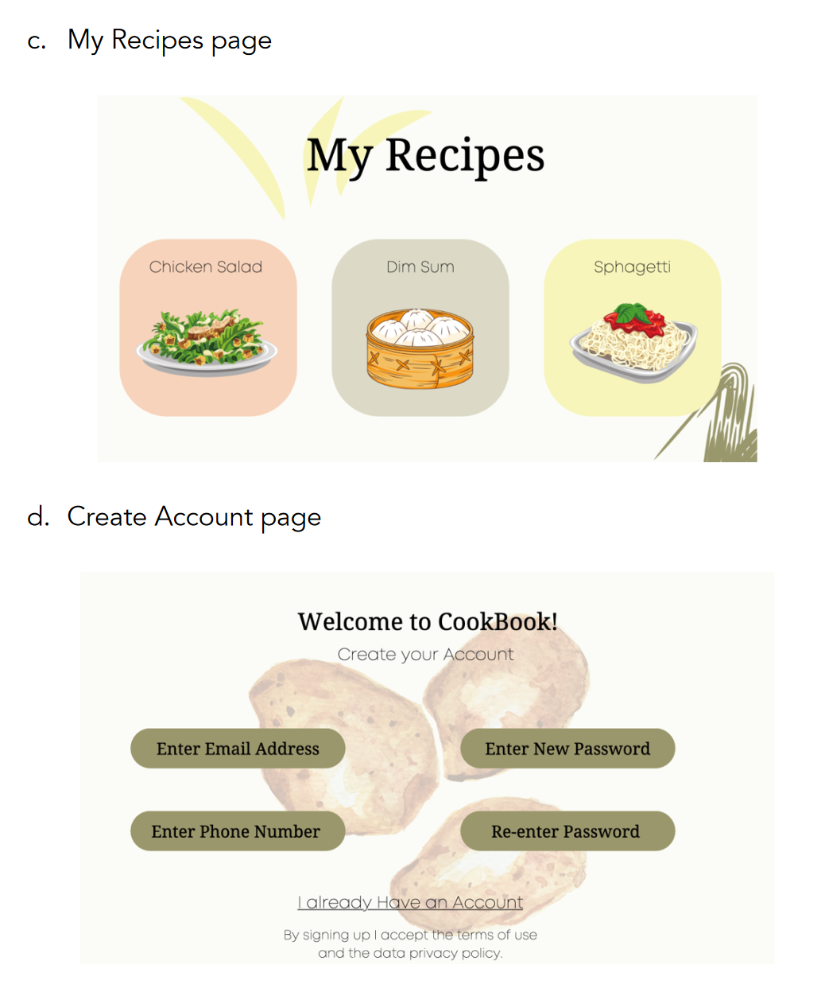 c. My Recipes page
My Recipes
Chicken Salad
Dim Sum
Sphagetti
d. Create Account page
Welcome to CookBook!
Create your Account
Enter Email Address
Enter New Password
Enter Phone Number
Re-enter Password
I already Have an Account
By signing up I accept the terms of use
and the data privacy policy.